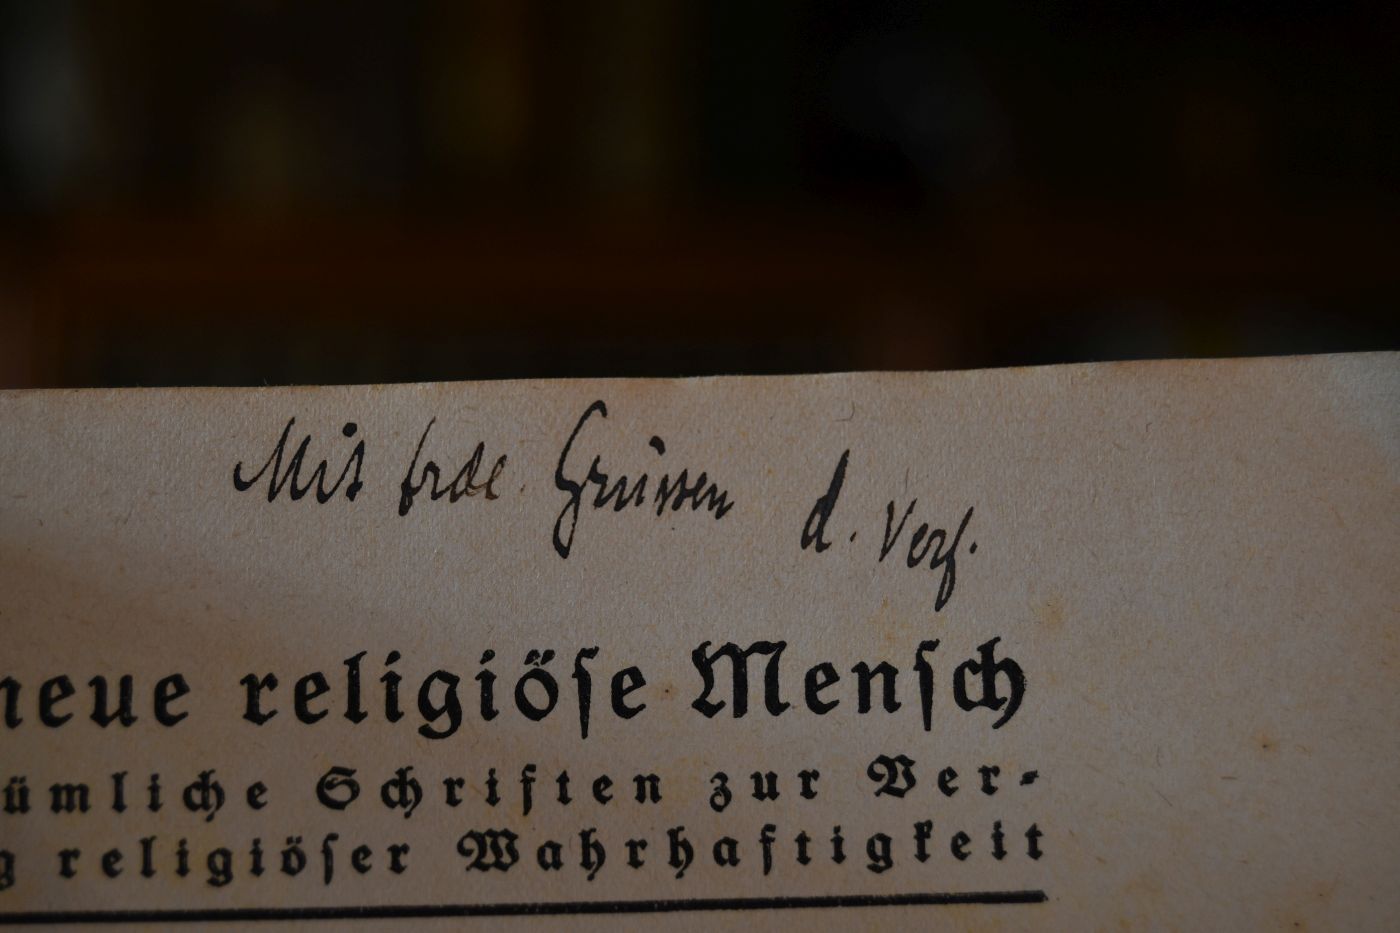 Mit frdl. Grüssen d. Verf.
neue religiöse Mensch
ümliche Schriften zur Ver-
g religiöser Wahrhaftigkeit